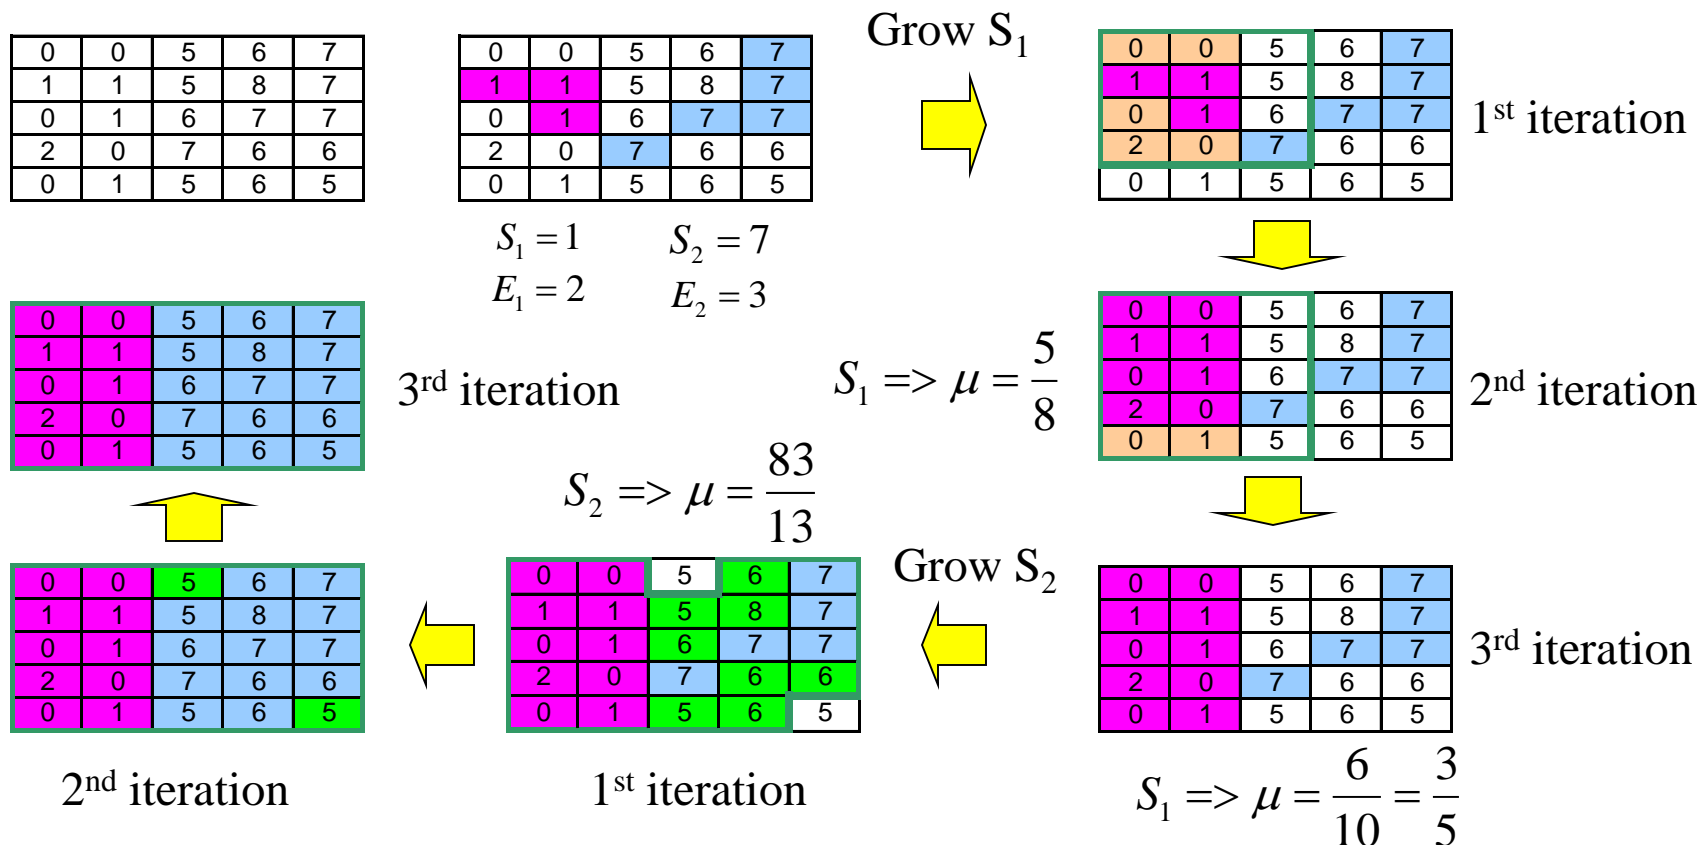 0 0 5 6 7
1 1 5 8 7
0 1 6 7 7
2 0 7 6 6
0 1 5 6 5
0 0 5 6 7
1 1 5 8 7
0 1 6 7 7
2 0 7 6 6
0 1 5 6 5
S₁ = 1
S₂ = 7
E₁ = 2
E₂ = 3
Grow S₁
0 0 5 6 7
1 1 5 8 7
0 1 6 7 7
2 0 7 6 6
0 1 5 6 5
1st iteration
S₁ => μ = 5/8
0 0 5 6 7
1 1 5 8 7
0 1 6 7 7
2 0 7 6 6
0 1 5 6 5
2nd iteration
0 0 5 6 7
1 1 5 8 7
0 1 6 7 7
2 0 7 6 6
0 1 5 6 5
3rd iteration
S₁ => μ = 6/10 = 3/5
Grow S₂
0 0 5 6 7
1 1 5 8 7
0 1 6 7 7
2 0 7 6 6
0 1 5 6 5
1st iteration
S₂ => μ = 83/13
0 0 5 6 7
1 1 5 8 7
0 1 6 7 7
2 0 7 6 6
0 1 5 6 5
2nd iteration
0 0 5 6 7
1 1 5 8 7
0 1 6 7 7
2 0 7 6 6
0 1 5 6 5
3rd iteration